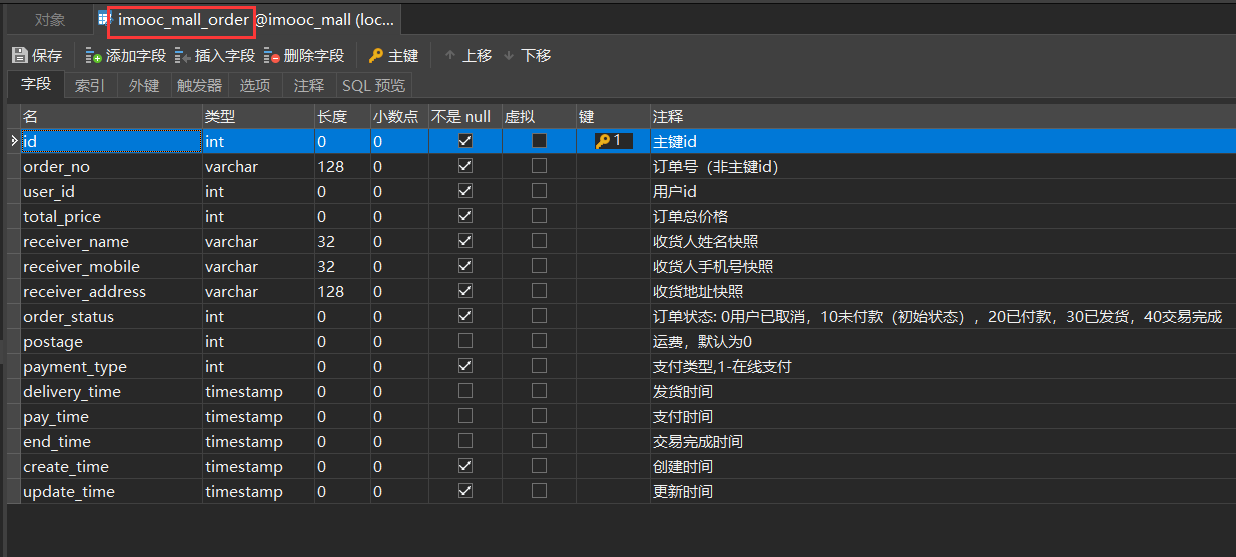 对象 imooc_mall_order @imooc_mall (loc...
保存 添加字段 插入字段 删除字段 主键 上移 下移
字段 索引 外键 触发器 选项 注释 SQL 预览
名 类型 长度 小数点 不是 null 虚拟 键 注释
id int 0 0 1 主键id
order_no varchar 128 0 订单号（非主键id）
user_id int 0 0 用户id
total_price int 0 0 订单总价格
receiver_name varchar 32 0 收货人姓名快照
receiver_mobile varchar 32 0 收货人手机号快照
receiver_address varchar 128 0 收货地址快照
order_status int 0 0 订单状态: 0用户已取消，10未付款（初始状态）, 20已付款，30已发货，40交易完成
postage int 0 0 运费，默认为0
payment_type int 0 0 支付类型,1-在线支付
delivery_time timestamp 0 0 发货时间
pay_time timestamp 0 0 支付时间
end_time timestamp 0 0 交易完成时间
create_time timestamp 0 0 创建时间
update_time timestamp 0 0 更新时间